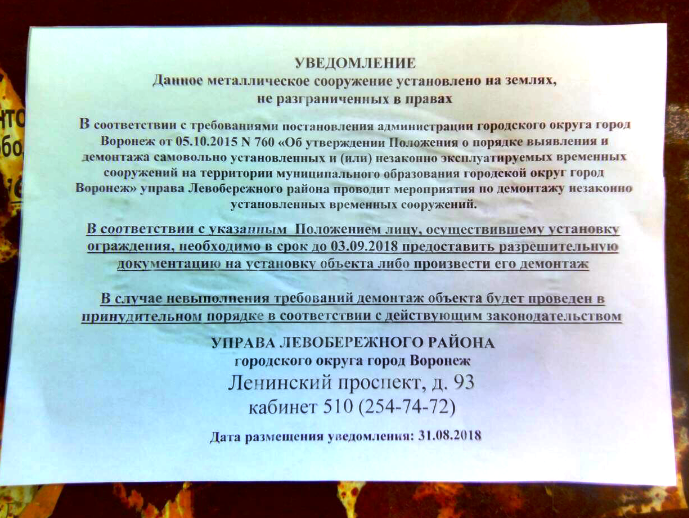 УВЕДОМЛЕНИЕ
Данное металлическое сооружение установлено на землях,
не разграниченных в правах
В соответствии с требованиями постановления администрации городского округа город
Воронеж от 05.10.2015 N 760 «Об утверждении Положения о порядке выявления и
демонтажа самовольно установленных и (или) незаконно эксплуатируемых временных
сооружений на территории муниципального образования городской округ город
Воронеж» управа Левобережного района проводит мероприятия по демонтажу незаконно
установленных временных сооружений.
В соответствии с указанным Положением лицу, осуществившему установку
ограждения, необходимо в срок до 03.09.2018 предоставить разрешительную
документацию на установку объекта либо произвести его демонтаж
В случае невыполнения требований демонтаж объекта будет проведен в
принудительном порядке в соответствии с действующим законодательством
УПРАВА ЛЕВОБЕРЕЖНОГО РАЙОНА
городского округа город Воронеж
Ленинский проспект, д. 93
кабинет 510 (254-74-72)
Дата размещения уведомления: 31.08.2018